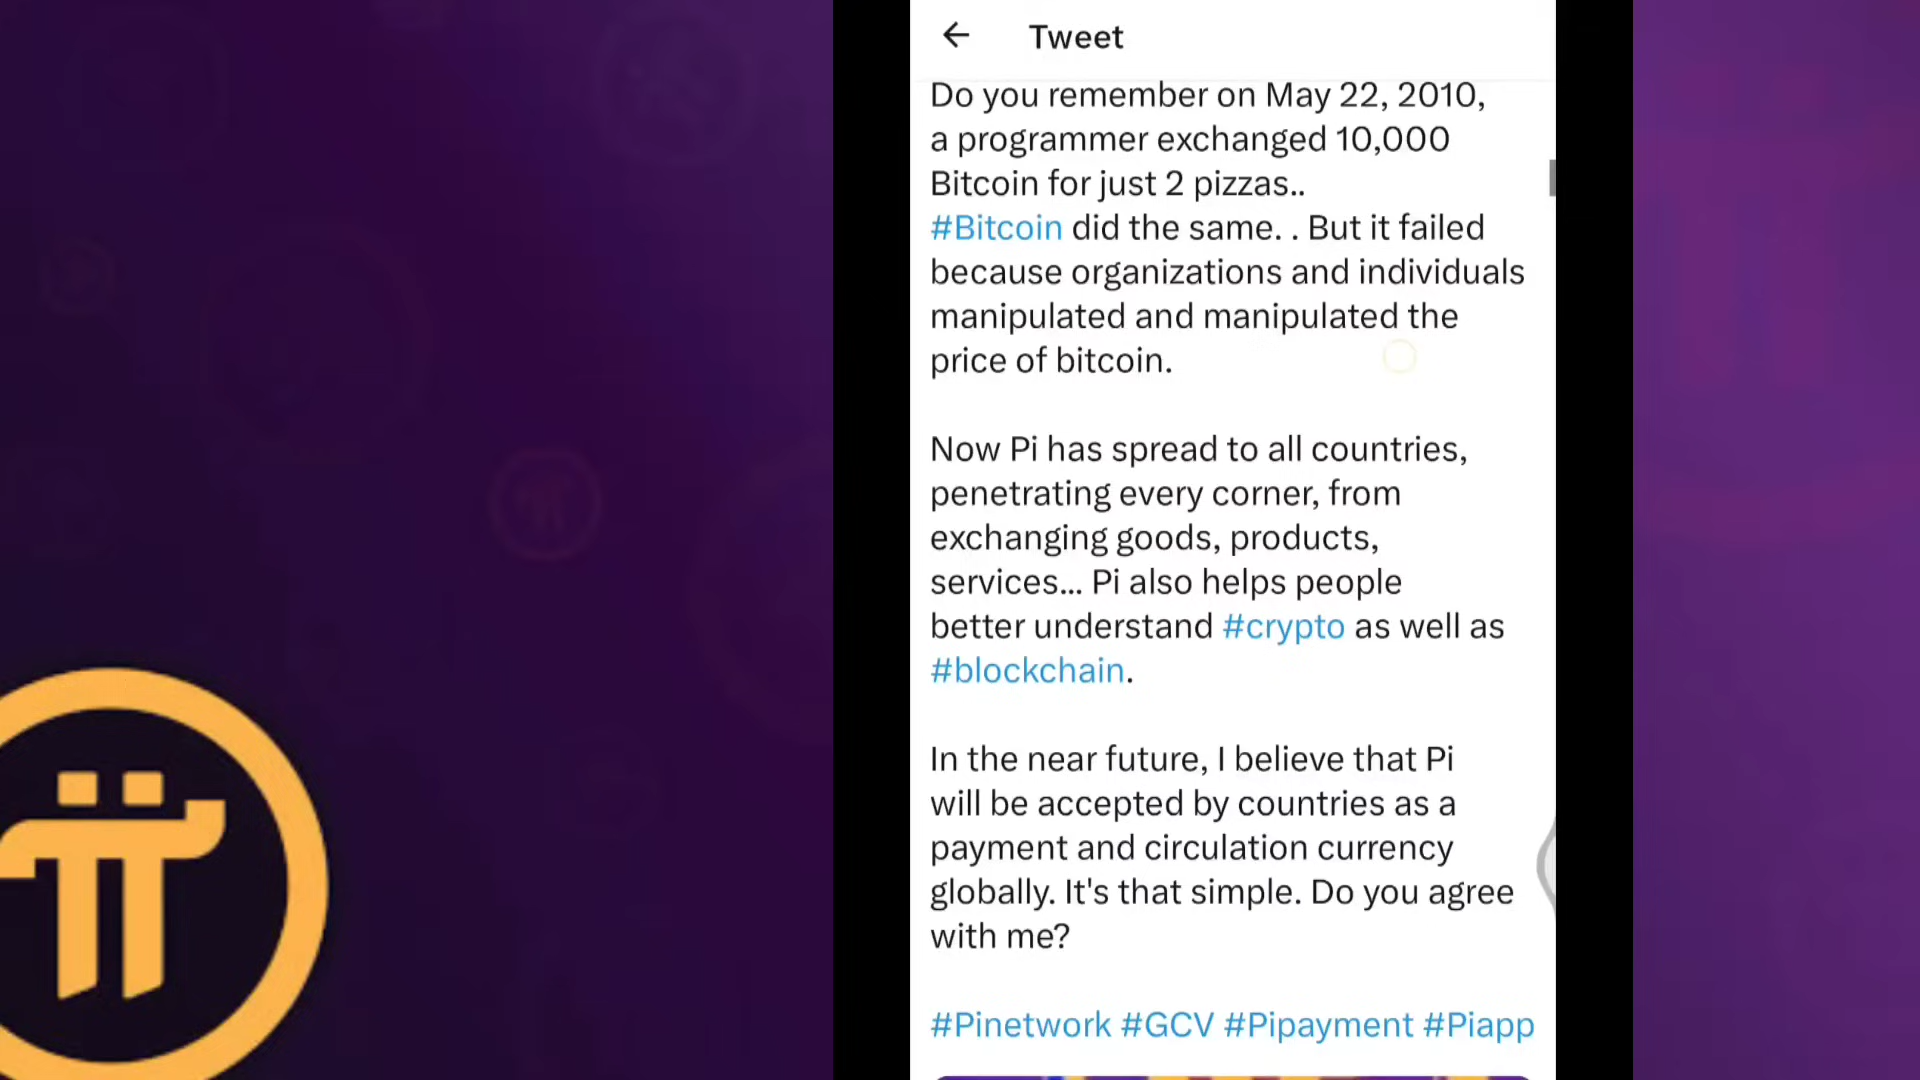 Tweet
Do you remember on May 22, 2010,
a programmer exchanged 10,000
Bitcoin for just 2 pizzas..
#Bitcoin did the same. . But it failed
because organizations and individuals
manipulated and manipulated the
price of bitcoin.
Now Pi has spread to all countries,
penetrating every corner, from
exchanging goods, products,
services... Pi also helps people
better understand #crypto as well as
#blockchain.
In the near future, I believe that Pi
will be accepted by countries as a
payment and circulation currency
globally. It's that simple. Do you agree
with me?
#Pinetwork #GCV #Pipayment #Piapp